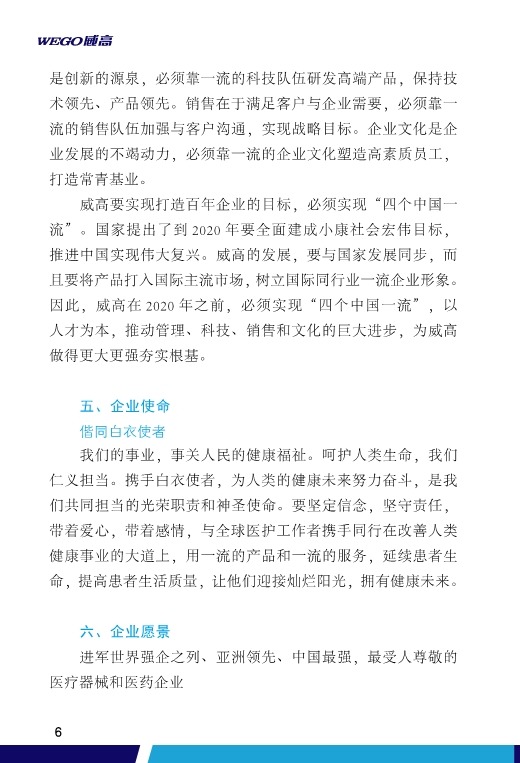 WEGO威高
是创新的源泉，必须靠一流的科技队伍研发高端产品，保持技
术领先、产品领先。销售在于满足客户与企业需要，必须靠一
流的销售队伍加强与客户沟通，实现战略目标。企业文化是企
业发展的不竭动力，必须靠一流的企业文化塑造高素质员工，
打造常青基业。
威高要实现打造百年企业的目标，必须实现“四个中国一
流”。国家提出了到 2020 年要全面建成小康社会宏伟目标，
推进中国实现伟大复兴。威高的发展，要与国家发展同步，而
且要将产品打入国际主流市场，树立国际同行业一流企业形象。
因此，威高在 2020 年之前，必须实现“四个中国一流”，以
人才为本，推动管理、科技、销售和文化的巨大进步，为威高
做得更大更强夯实根基。
五、企业使命
偕同白衣使者
我们的事业，事关人民的健康福祉。呵护人类生命，我们
仁义担当。携手白衣使者，为人类的健康未来努力奋斗，是我
们共同担当的光荣职责和神圣使命。要坚定信念，坚守责任，
带着爱心，带着感情，与全球医护工作者携手同行在改善人类
健康事业的大道上，用一流的产品和一流的服务，延续患者生
命，提高患者生活质量，让他们迎接灿烂阳光，拥有健康未来。
六、企业愿景
进军世界强企之列、亚洲领先、中国最强，最受人尊敬的
医疗器械和医药企业
6